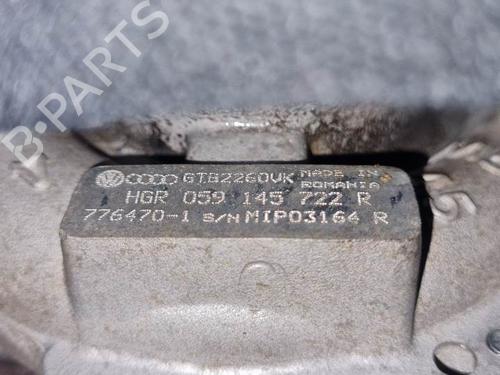 B-PARTS
GTB2260VK MADE IN
ROMANIA
HGR 059 145 722 R
776470-1 S/N MIP03164 R